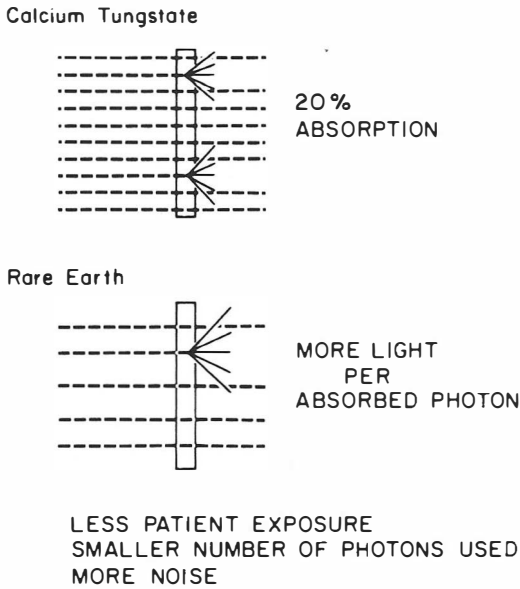 Calcium Tungstate
20%
ABSORPTION
Rare Earth
MORE LIGHT
PER
ABSORBED PHOTON
LESS PATIENT EXPOSURE
SMALLER NUMBER OF PHOTONS USED
MORE NOISE